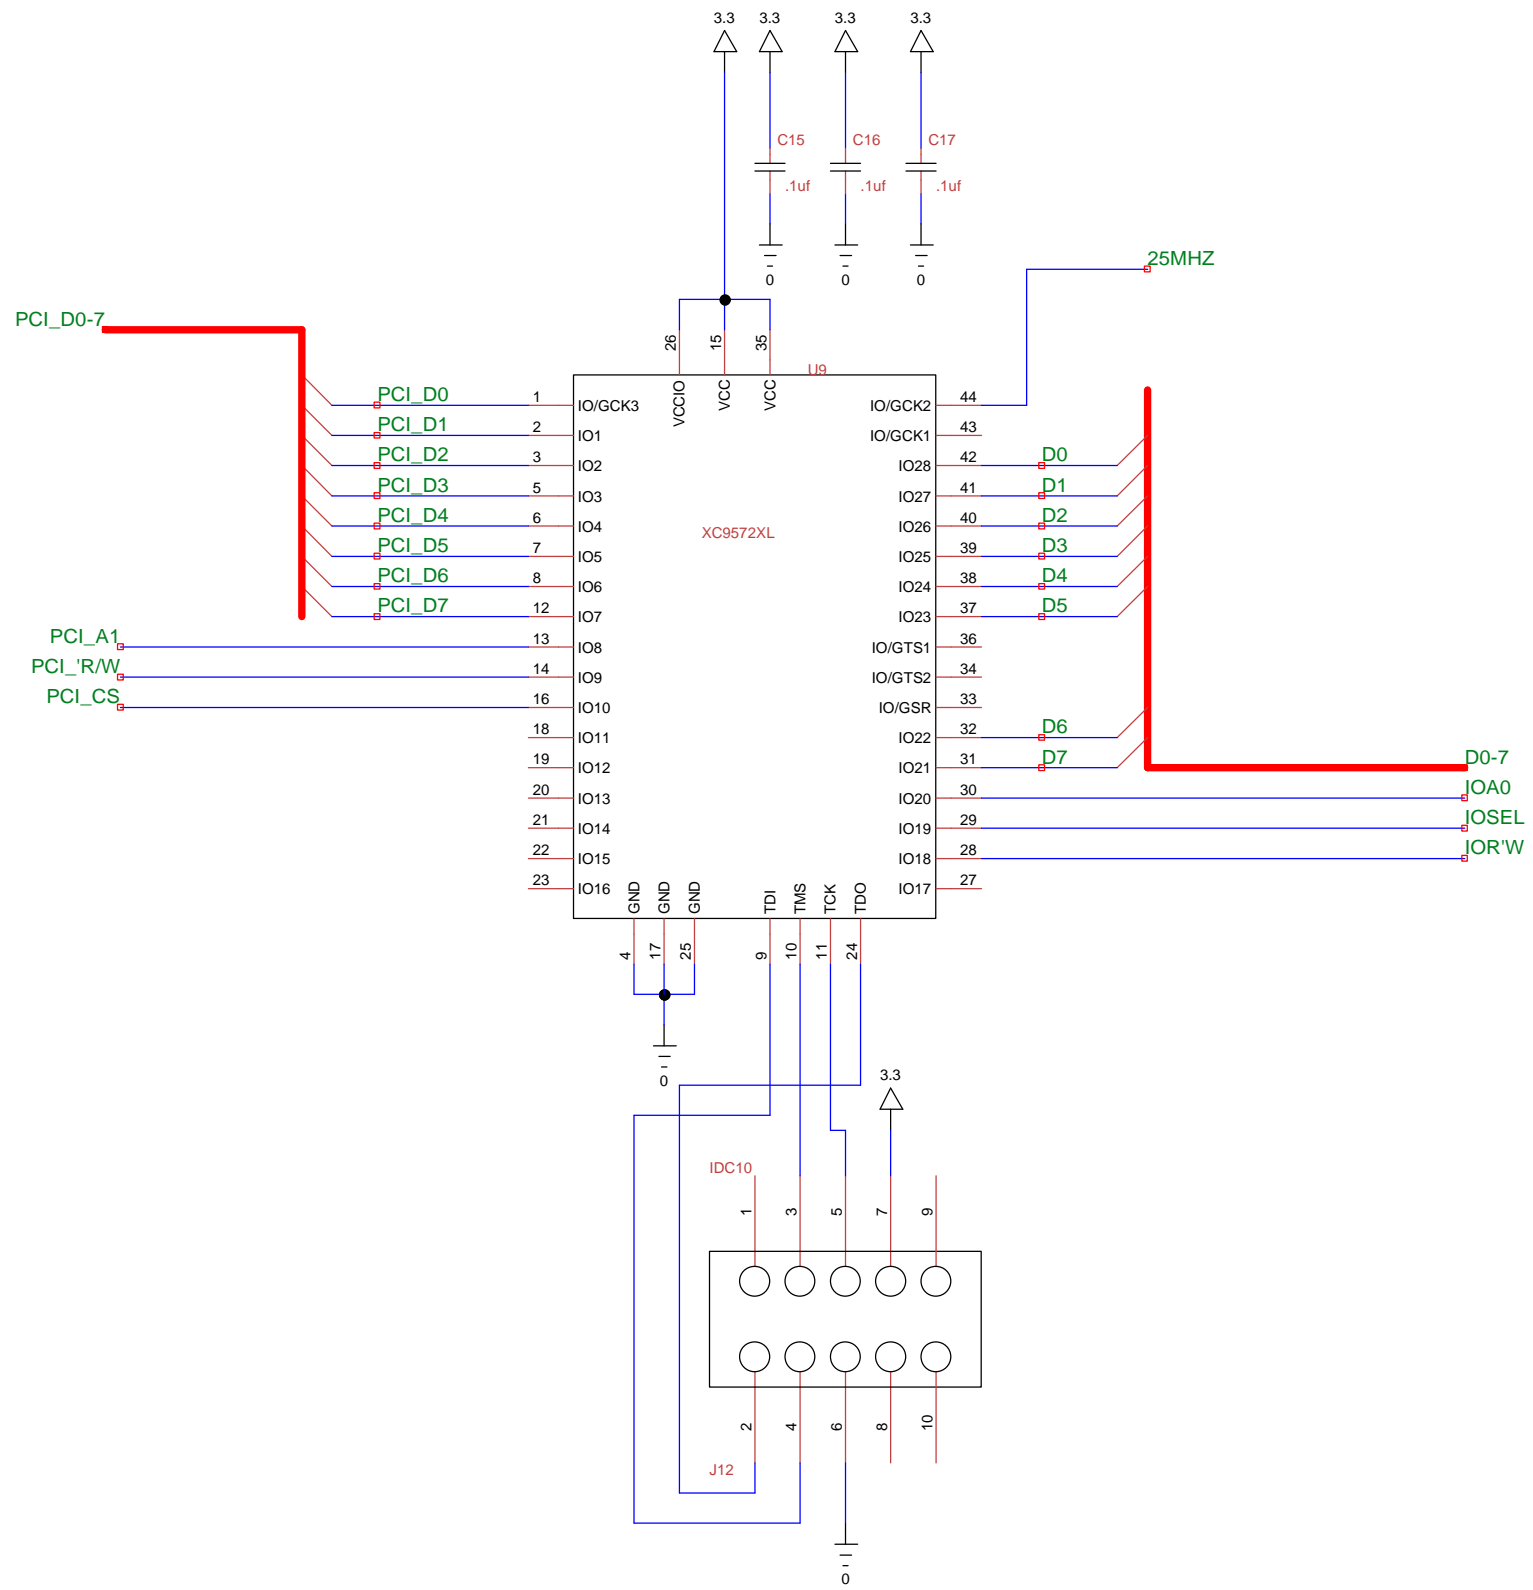 3.3 3.3 3.3 3.3
C15 C16 C17
.1uf .1uf .1uf
0 0 0
25MHZ
PCI_D0-7
26 15 35
U9
VCCIO VCC VCC
PCI_D0 1 IO/GCK3 IO/GCK2 44
PCI_D1 2 IO1 IO/GCK1 43
PCI_D2 3 IO2 IO28 42 D0
PCI_D3 5 IO3 IO27 41 D1
PCI_D4 6 IO4 IO26 40 D2
XC9572XL
PCI_D5 7 IO5 IO25 39 D3
PCI_D6 8 IO6 IO24 38 D4
PCI_D7 12 IO7 IO23 37 D5
PCI_A1 13 IO8 IO/GTS1 36
PCI_'R/W 14 IO9 IO/GTS2 34
PCI_CS 16 IO10 IO/GSR 33
18 IO11 IO22 32 D6
19 IO12 IO21 31 D7 D0-7
20 IO13 IO20 30 IOA0
21 IO14 IO19 29 IOSEL
22 IO15 IO18 28 IOR'W
23 IO16 IO17 27
GND GND GND TDI TMS TCK TDO
4 17 25 9 10 11 24
0
3.3
IDC10
1 3 5 7 9
2 4 6 8 10
J12
0